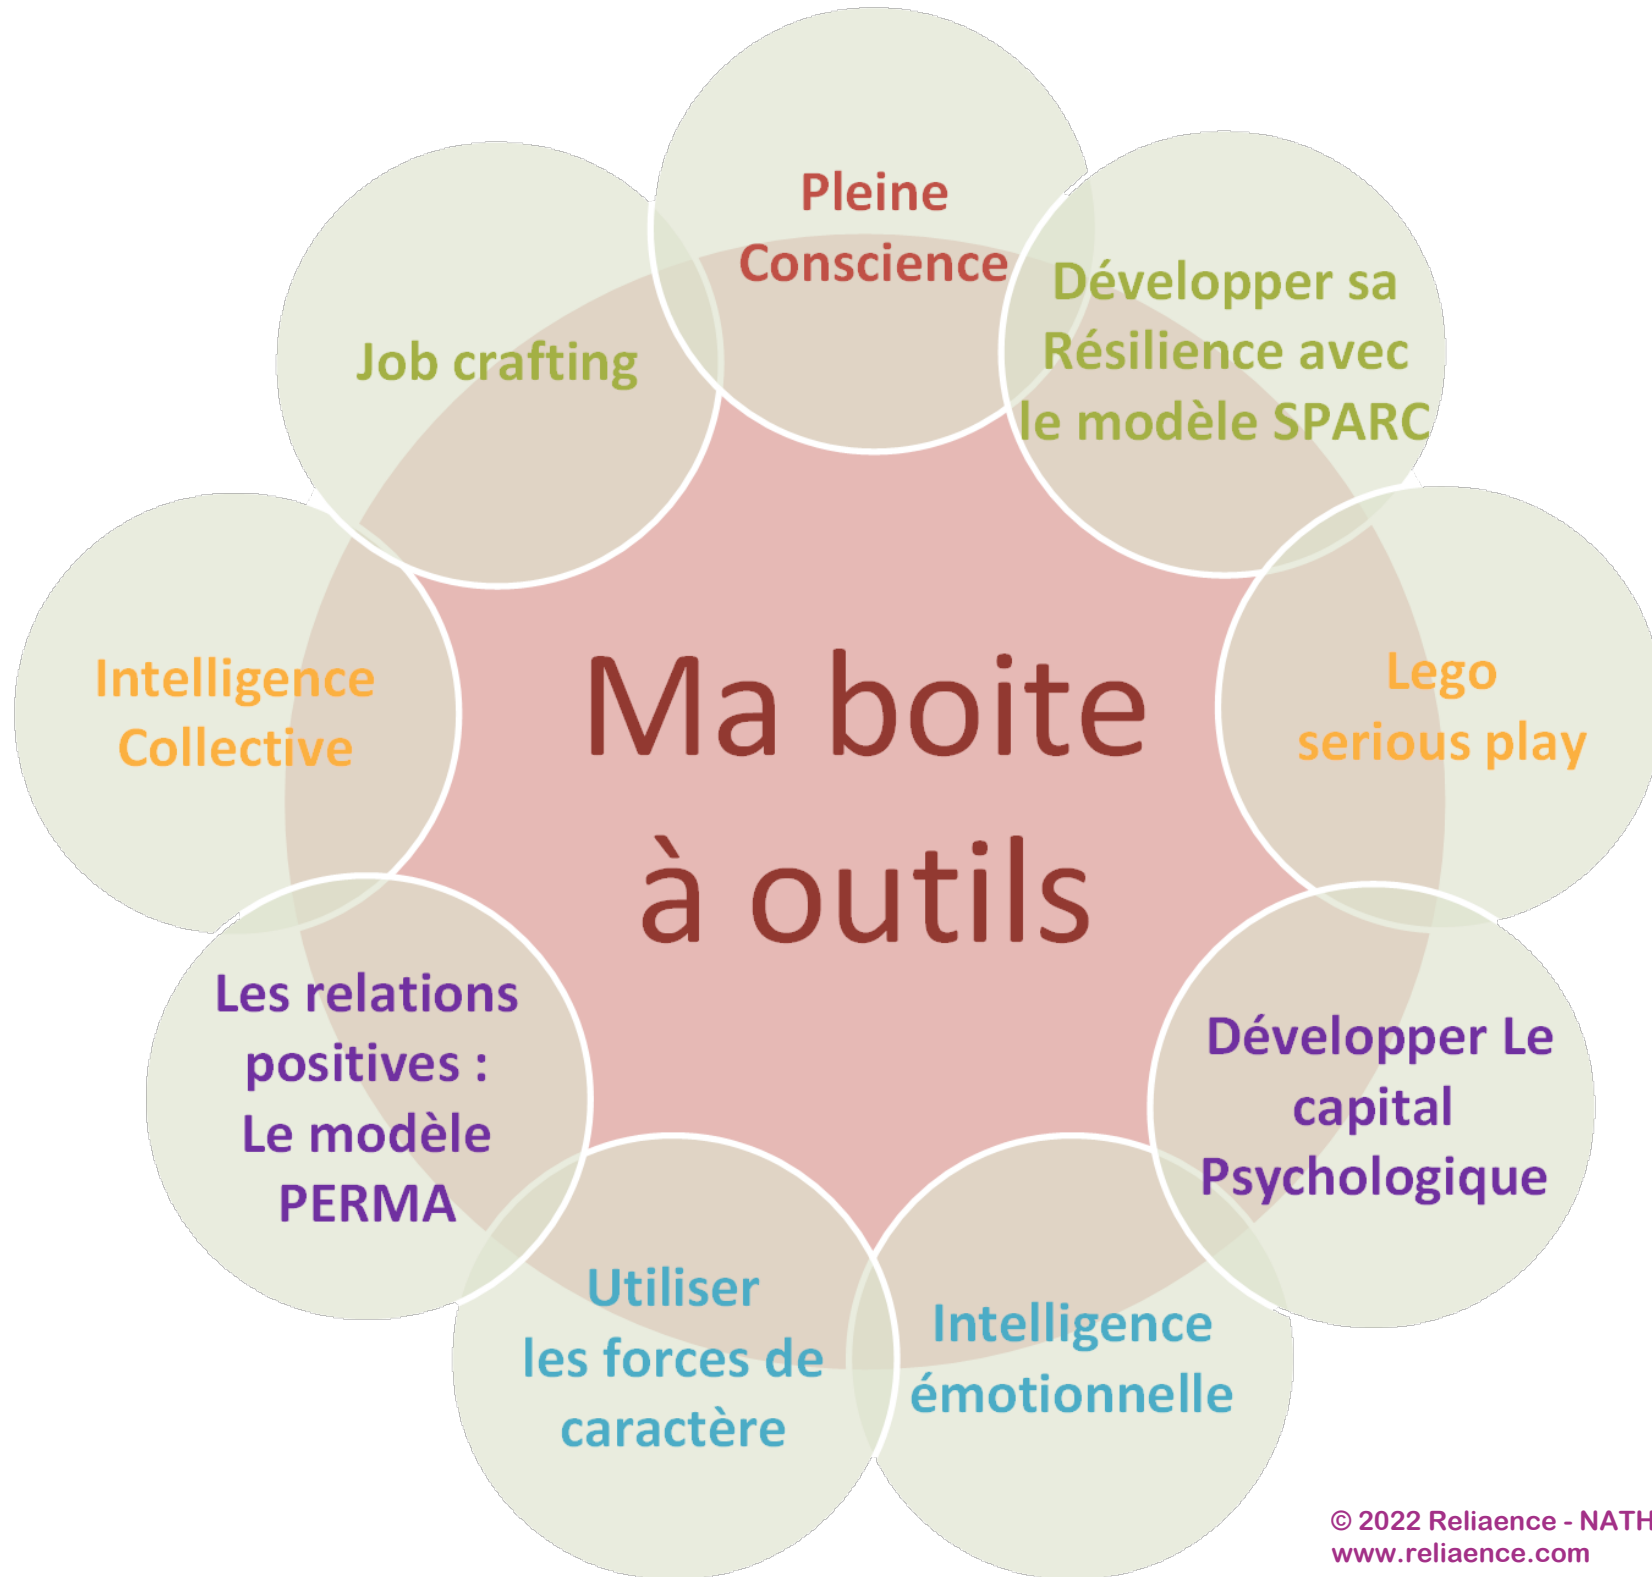 Pleine
Conscience
Développer sa
Résilience avec
le modèle SPARC
Job crafting
Lego
serious play
Intelligence
Collective
Ma boite
à outils
Les relations
positives :
Le modèle
PERMA
Développer Le
capital
Psychologique
Utiliser
les forces de
caractère
Intelligence
émotionnelle
© 2022 Reliaence - NATH
www.reliaence.com